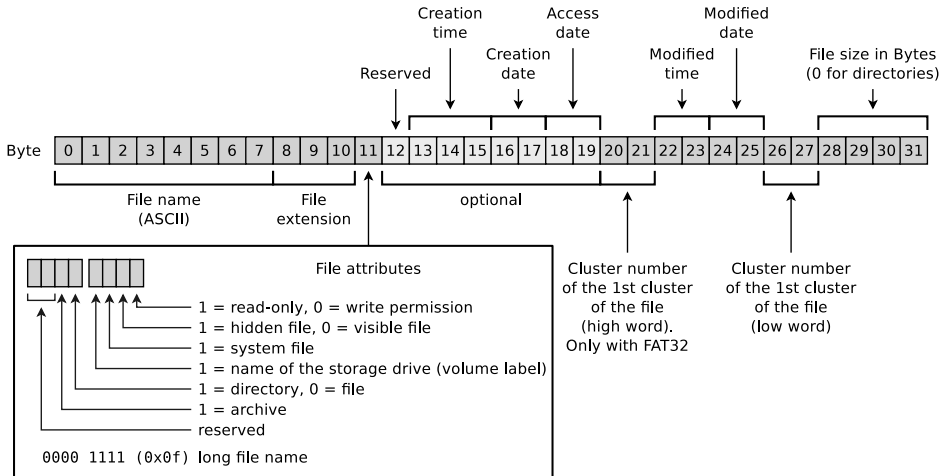 Creation
time
Access
date
Modified
date
Reserved
Creation
date
Modified
time
File size in Bytes
(0 for directories)
Byte 0 1 2 3 4 5 6 7 8 9 10 11 12 13 14 15 16 17 18 19 20 21 22 23 24 25 26 27 28 29 30 31
File name
(ASCII)
File
extension
optional
Cluster number
of the 1st cluster
of the file
(high word).
Only with FAT32
Cluster number
of the 1st cluster
of the file
(low word)
File attributes
1 = read-only, 0 = write permission
1 = hidden file, 0 = visible file
1 = system file
1 = name of the storage drive (volume label)
1 = directory, 0 = file
1 = archive
reserved
0000 1111 (0x0f) long file name